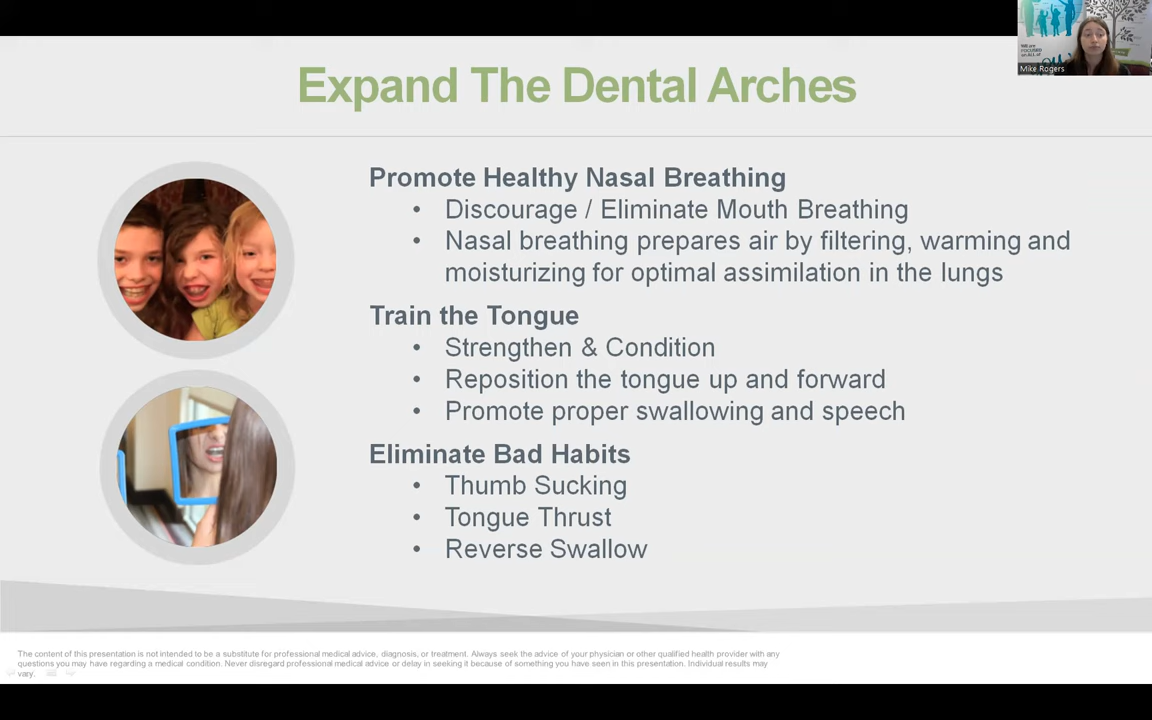 Expand The Dental Arches
We are
FOCUSED
on ALL of
Mike Rogers
Promote Healthy Nasal Breathing
• Discourage / Eliminate Mouth Breathing
• Nasal breathing prepares air by filtering, warming and
moisturizing for optimal assimilation in the lungs
Train the Tongue
• Strengthen & Condition
• Reposition the tongue up and forward
• Promote proper swallowing and speech
Eliminate Bad Habits
• Thumb Sucking
• Tongue Thrust
• Reverse Swallow
The content of this presentation is not intended to be a substitute for professional medical advice, diagnosis, or treatment. Always seek the advice of your physician or other qualified health provider with any
questions you may have regarding a medical condition. Never disregard professional medical advice or delay in seeking it because of something you have seen in this presentation. Individual results may
vary.